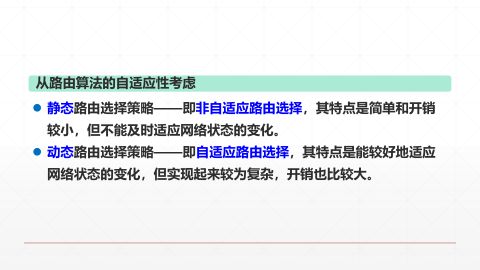 从路由算法的自适应性考虑
静态路由选择策略——即非自适应路由选择，其特点是简单和开销
较小，但不能及时适应网络状态的变化。
动态路由选择策略——即自适应路由选择，其特点是能较好地适应
网络状态的变化，但实现起来较为复杂，开销也比较大。